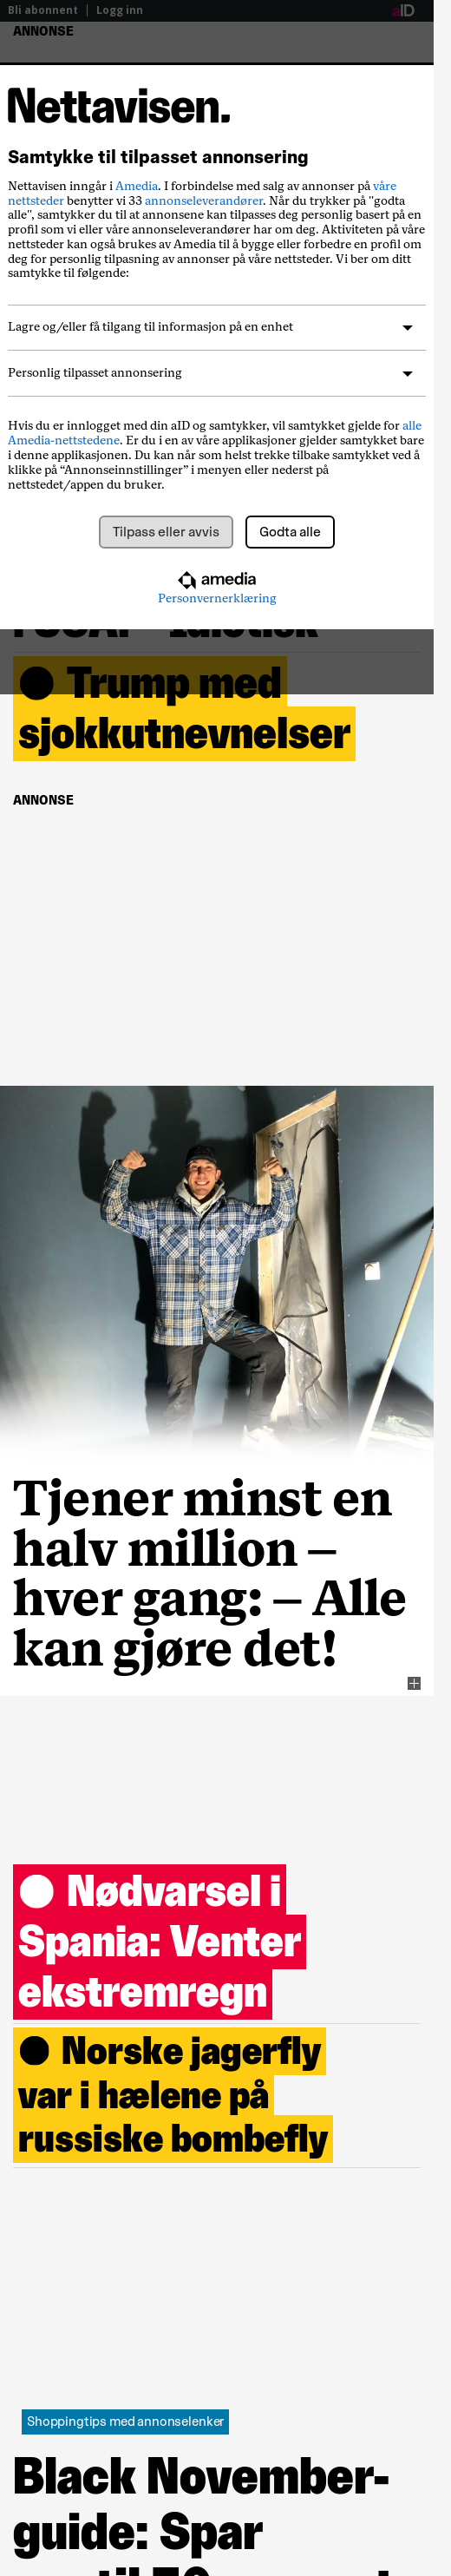 Bli abonnent | Logg inn
aID
ANNONSE
Nettavisen.
Samtykke til tilpasset annonsering
Nettavisen inngår i Amedia. I forbindelse med salg av annonser på våre
nettsteder benytter vi 33 annonseleverandører. Når du trykker på "godta
alle", samtykker du til at annonsene kan tilpasses deg personlig basert på en
profil som vi eller våre annonseleverandører har om deg. Aktiviteten på våre
nettsteder kan også brukes av Amedia til å bygge eller forbedre en profil om
deg for personlig tilpasning av annonser på våre nettsteder. Vi ber om ditt
samtykke til følgende:
Lagre og/eller få tilgang til informasjon på en enhet
Personlig tilpasset annonsering
Hvis du er innlogget med din aID og samtykker, vil samtykket gjelde for alle
Amedia-nettstedene. Er du i en av våre applikasjoner gjelder samtykket bare
i denne applikasjonen. Du kan når som helst trekke tilbake samtykket ved å
klikke på “Annonseinnstillinger” i menyen eller nederst på
nettstedet/appen du bruker.
Tilpass eller avvis
Godta alle
amedia
Personvernerklæring
Trump med
sjokkutnevnelser
ANNONSE
Tjener minst en
halv million –
hver gang: – Alle
kan gjøre det!
Nødvarsel i
Spania: Venter
ekstremregn
Norske jagerfly
var i hælene på
russiske bombefly
Shoppingtips med annonselenker
Black November-
guide: Spar